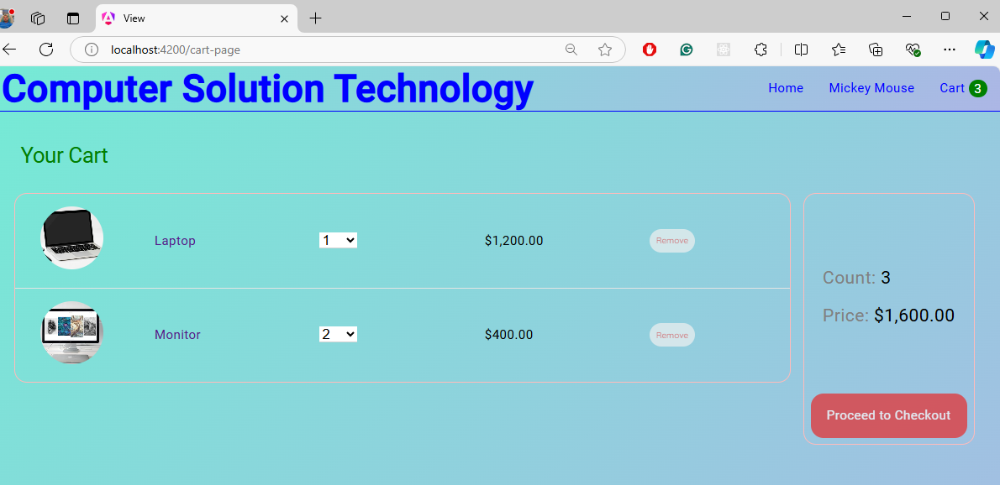 View
localhost:4200/cart-page
Computer Solution Technology
Home Mickey Mouse Cart 3
Your Cart
Laptop 1 $1,200.00 Remove
Monitor 2 $400.00 Remove
Count: 3
Price: $1,600.00
Proceed to Checkout